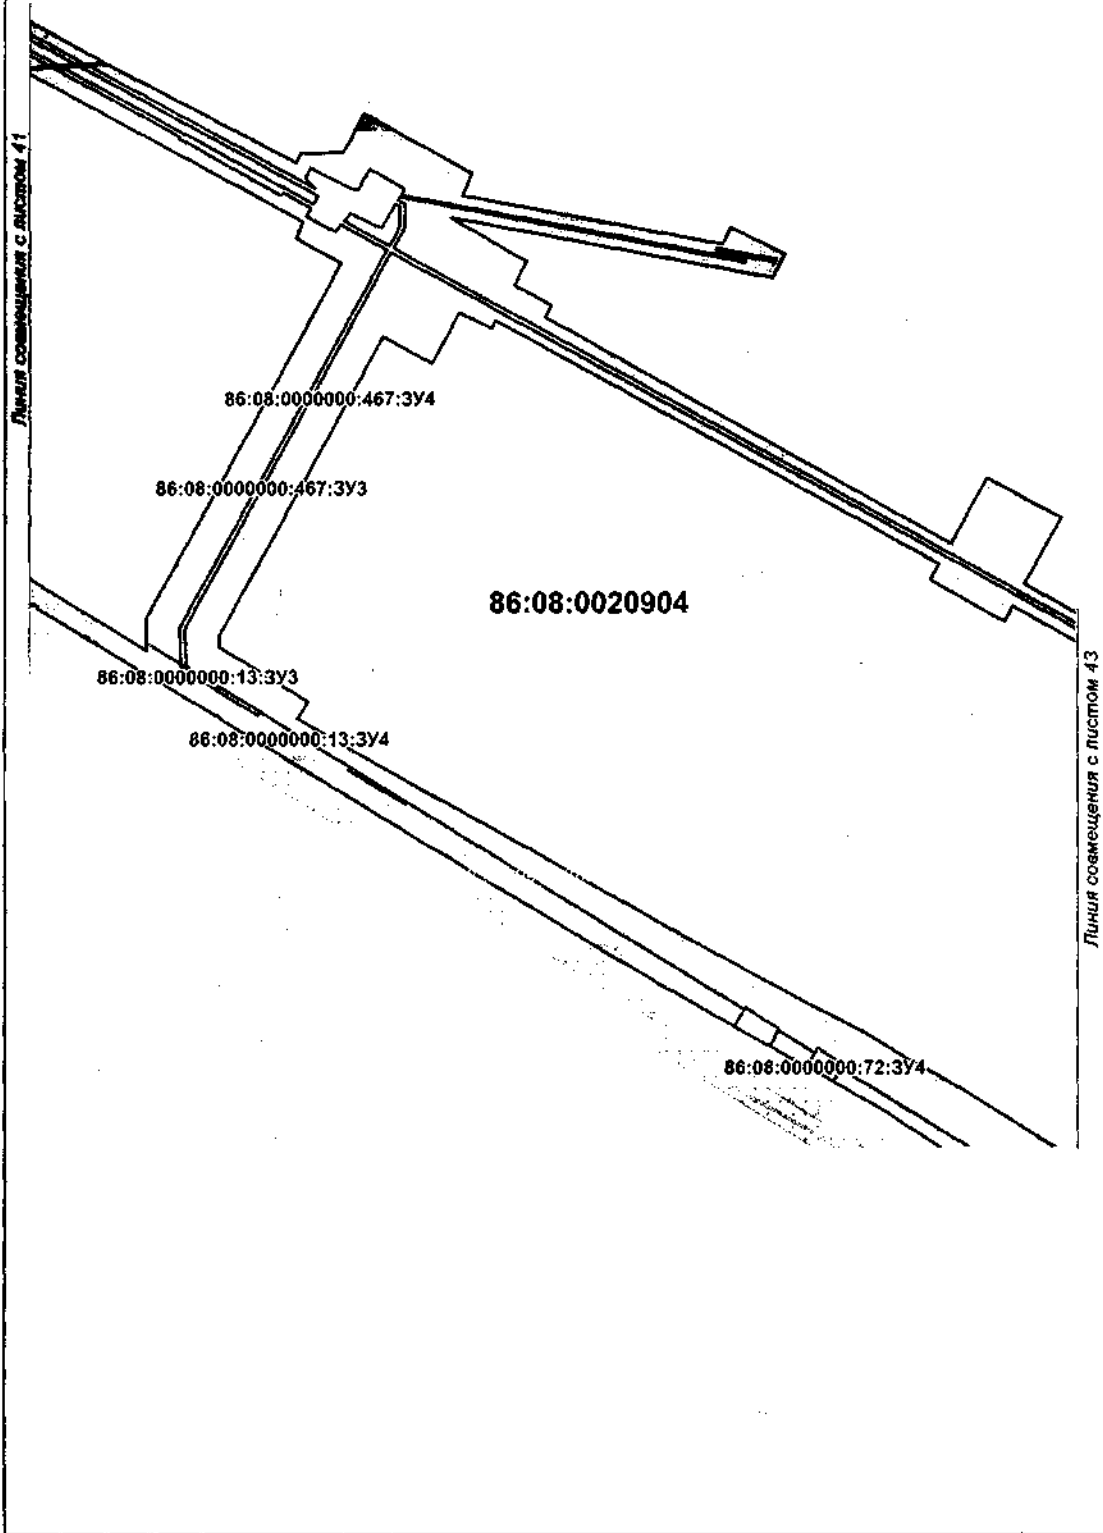 Линия совмещения с листом 41
86:08:0000000:467:ЗУ4
86:08:0000000:467:ЗУ3
86:08:0020904
86:08:0000000:13:ЗУ3
86:08:0000000:13:ЗУ4
Линия совмещения с листом 43
86:08:0000000:72:ЗУ4